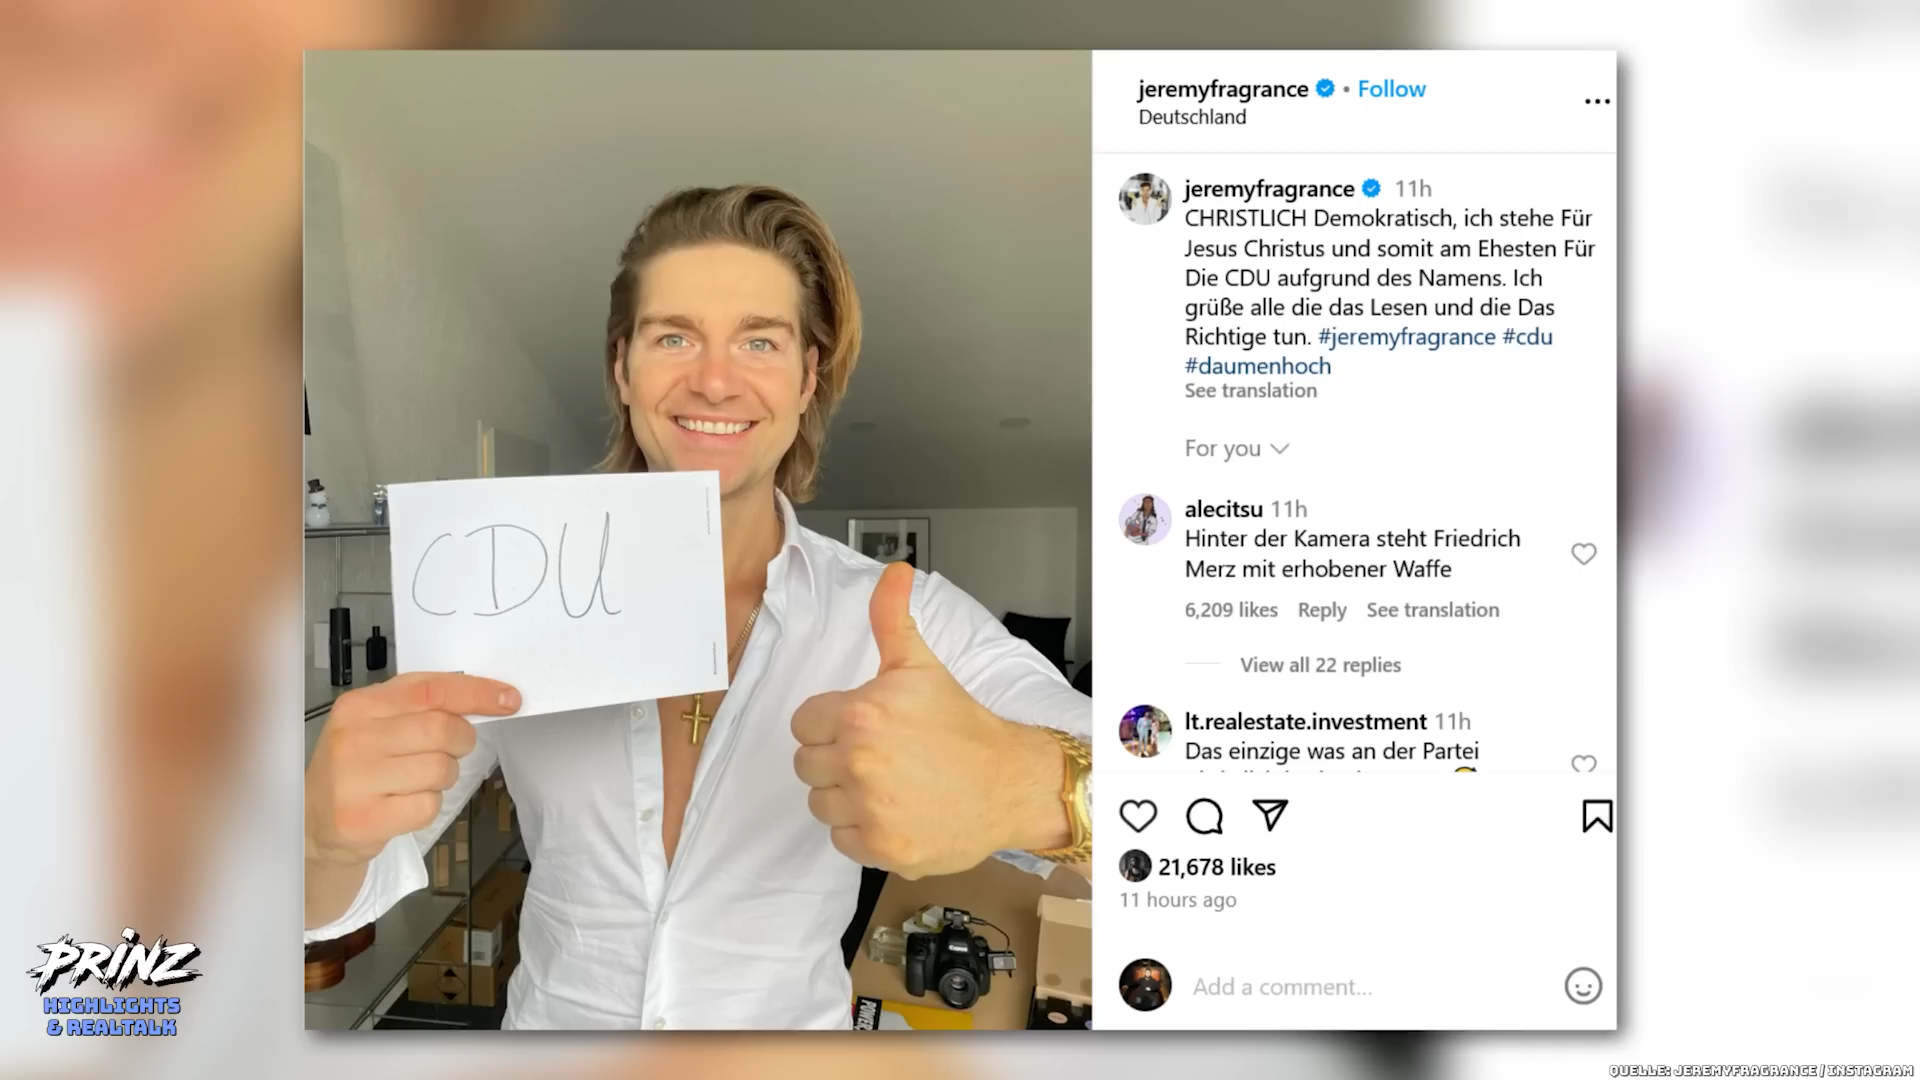 CDU
jeremyfragrance • Follow
Deutschland
jeremyfragrance 11h
CHRISTLICH Demokratisch, ich stehe Für
Jesus Christus und somit am Ehesten Für
Die CDU aufgrund des Namens. Ich
grüße alle die das Lesen und die Das
Richtige tun. #jeremyfragrance #cdu
#daumenhoch
See translation
For you
alecitsu 11h
Hinter der Kamera steht Friedrich
Merz mit erhobener Waffe
6,209 likes Reply See translation
View all 22 replies
lt.realestate.investment 11h
Das einzige was an der Partei
21,678 likes
11 hours ago
Add a comment...
Canon
PRINZ
HIGHLIGHTS
& REALTALK
QUELLE: JEREMYFRAGRANCE / INSTAGRAM